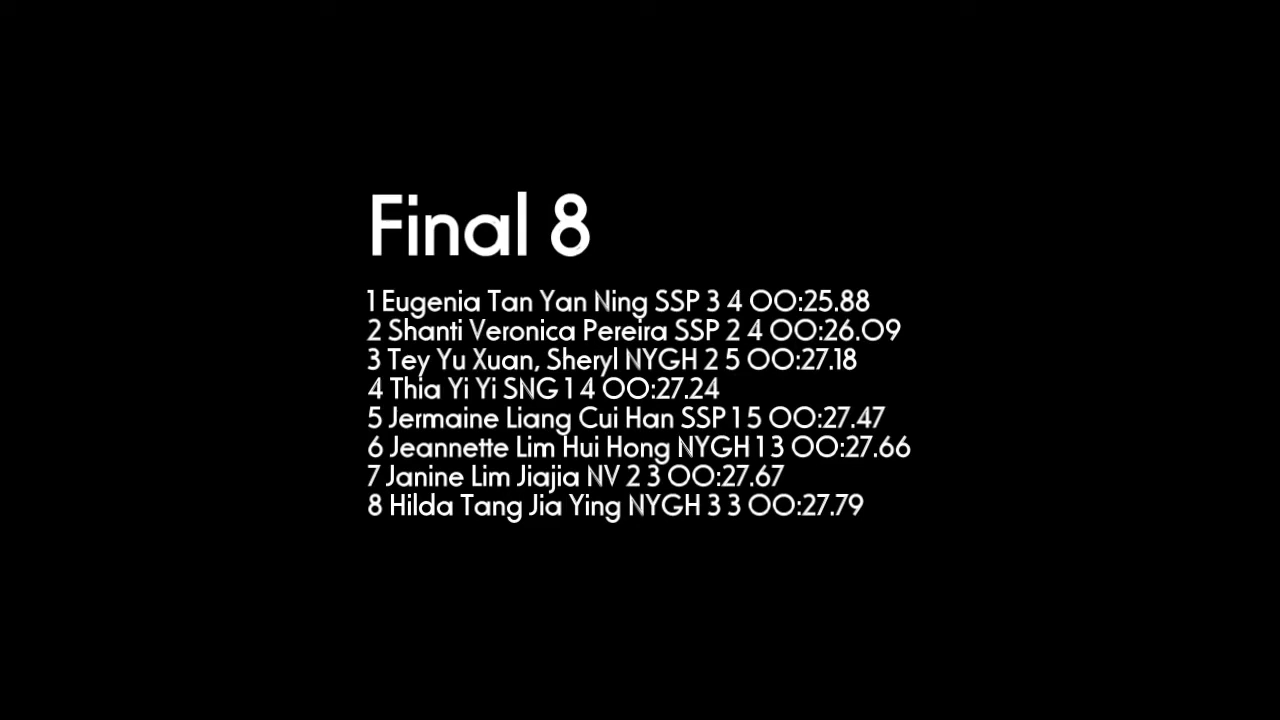 Final 8
1 Eugenia Tan Yan Ning SSP 3 4 00:25.88
2 Shanti Veronica Pereira SSP 2 4 00:26.09
3 Tey Yu Xuan, Sheryl NYGH 2 5 00:27.18
4 Thia Yi Yi SNG 1 4 00:27.24
5 Jermaine Liang Cui Han SSP 1 5 00:27.47
6 Jeannette Lim Hui Hong NYGH 1 3 00:27.66
7 Janine Lim Jiajia NV 2 3 00:27.67
8 Hilda Tang Jia Ying NYGH 3 3 00:27.79